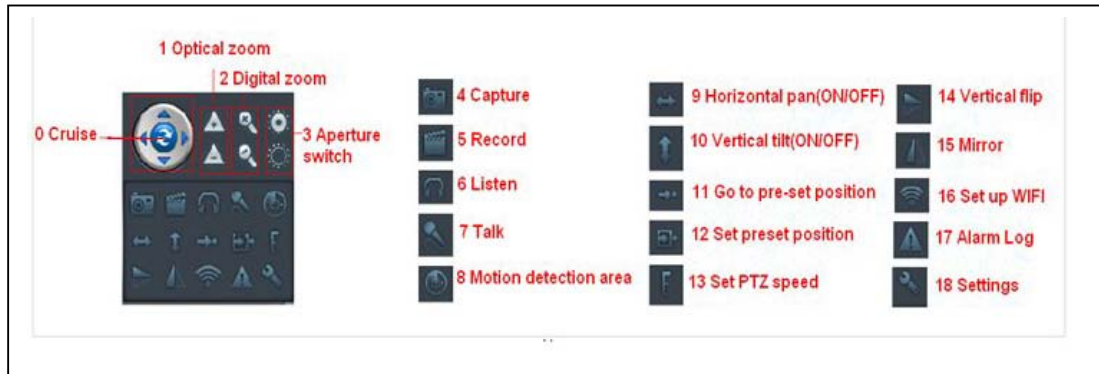 1 Optical zoom
2 Digital zoom
0 Cruise
3 Aperture
switch
4 Capture
5 Record
6 Listen
7 Talk
8 Motion detection area
9 Horizontal pan(ON/OFF)
10 Vertical tilt(ON/OFF)
11 Go to pre-set position
12 Set preset position
13 Set PTZ speed
14 Vertical flip
15 Mirror
16 Set up WIFI
17 Alarm Log
18 Settings